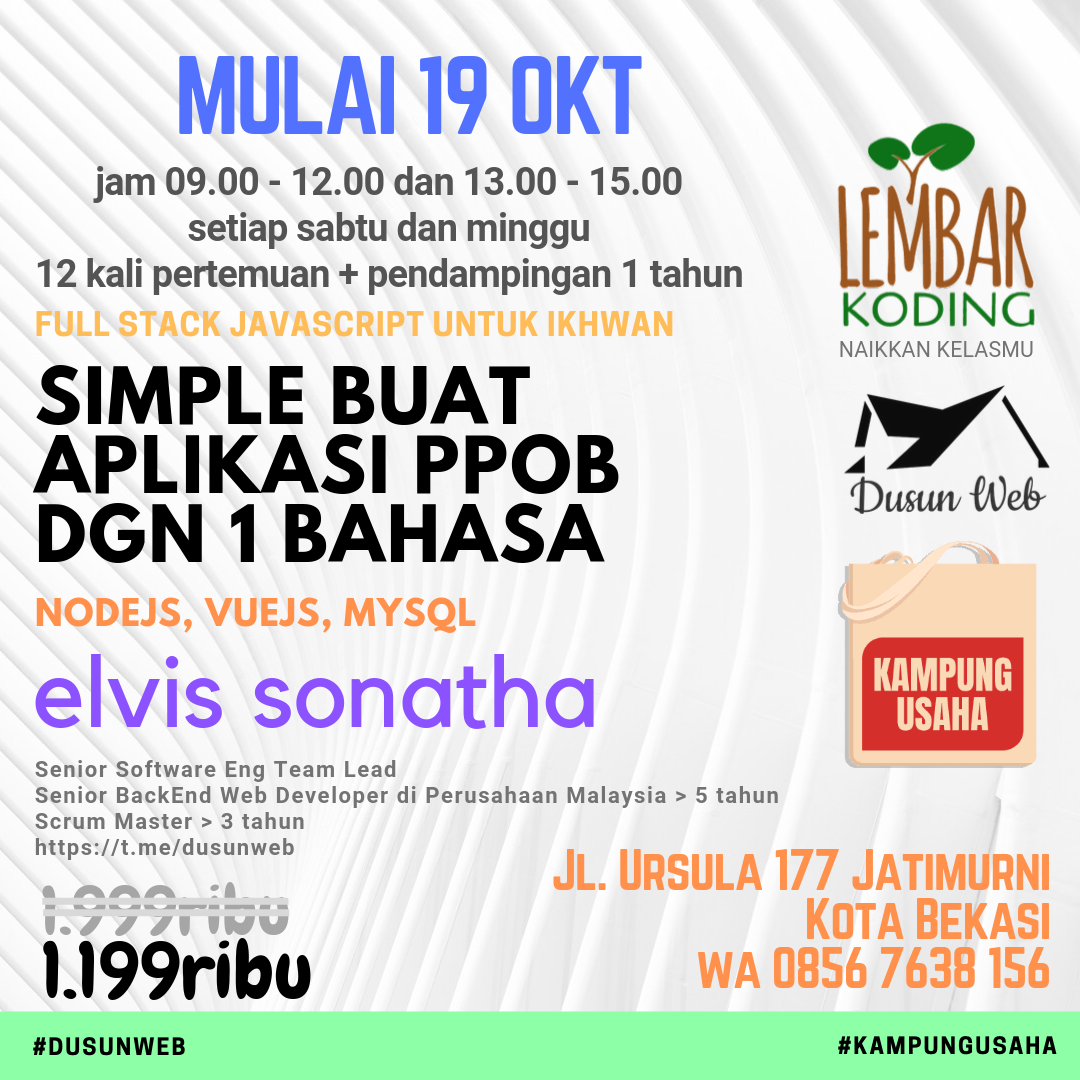 MULAI 19 OKT
jam 09.00 - 12.00 dan 13.00 - 15.00
setiap sabtu dan minggu
12 kali pertemuan + pendampingan 1 tahun
FULL STACK JAVASCRIPT UNTUK IKHWAN
SIMPLE BUAT
APLIKASI PPOB
DGN 1 BAHASA
NODEJS, VUEJS, MYSQL
elvis sonatha
Senior Software Eng Team Lead
Senior BackEnd Web Developer di Perusahaan Malaysia > 5 tahun
Scrum Master > 3 tahun
https://t.me/dusunweb
1.999ribu
1.199ribu
LEMBAR
KODING
NAIKKAN KELASMU
Dusun Web
KAMPUNG
USAHA
JL. URSULA 177 JATIMURNI
KOTA BEKASI
WA 0856 7638 156
#DUSUNWEB
#KAMPUNGUSAHA